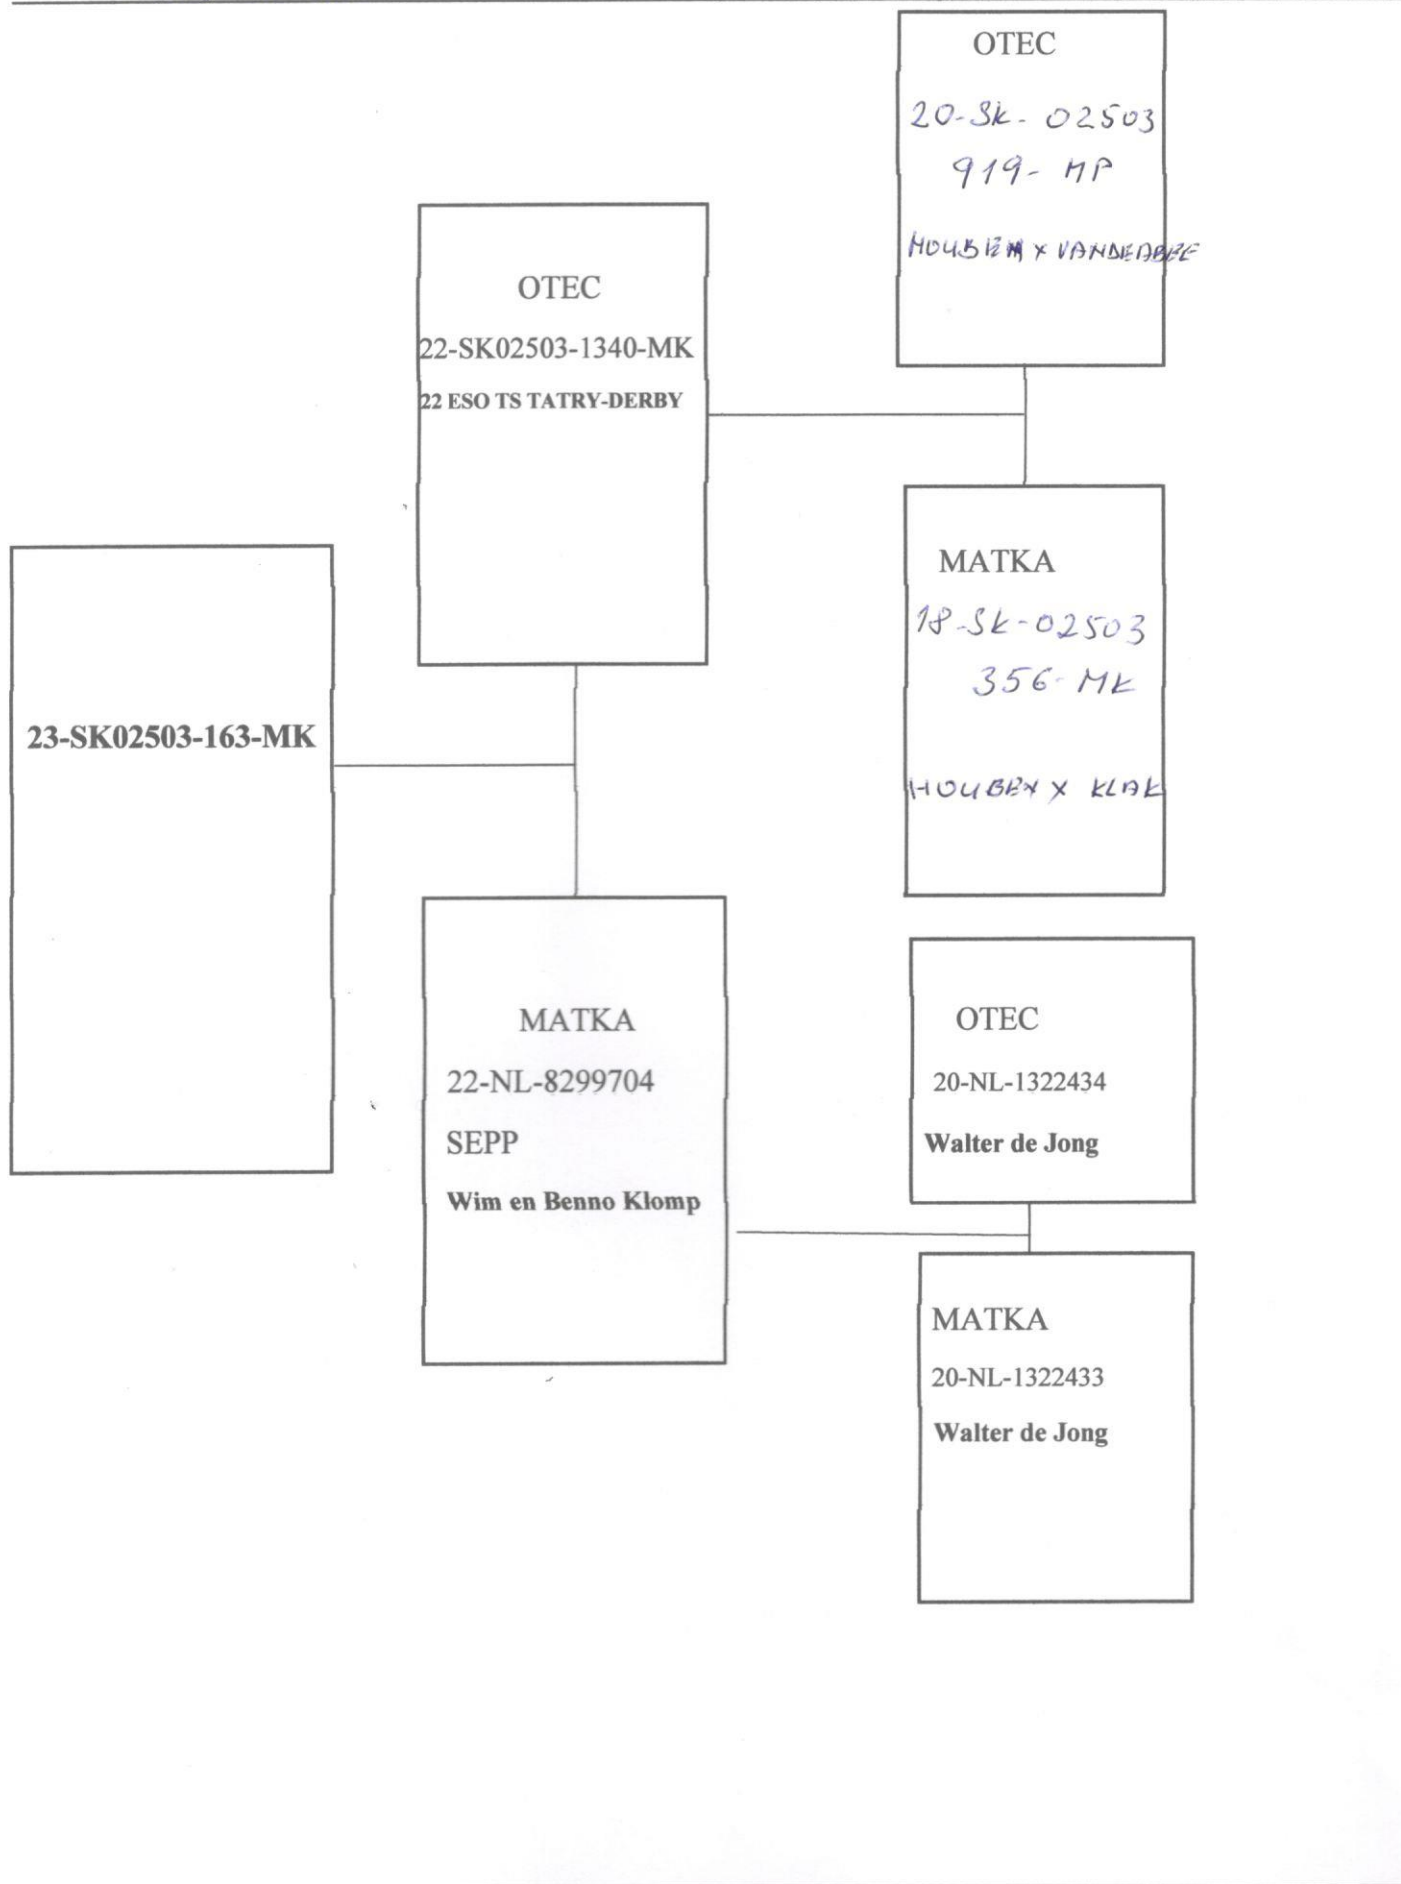 OTEC
20-Sk- 02503
919- MP
HOUBEN x VANDEABEE
OTEC
22-SK02503-1340-MK
22 ESO TS TATRY-DERBY
MATKA
18-Sk-02503
356- MK
HOUBEN X KLAK
23-SK02503-163-MK
MATKA
22-NL-8299704
SEPP
Wim en Benno Klomp
OTEC
20-NL-1322434
Walter de Jong
MATKA
20-NL-1322433
Walter de Jong